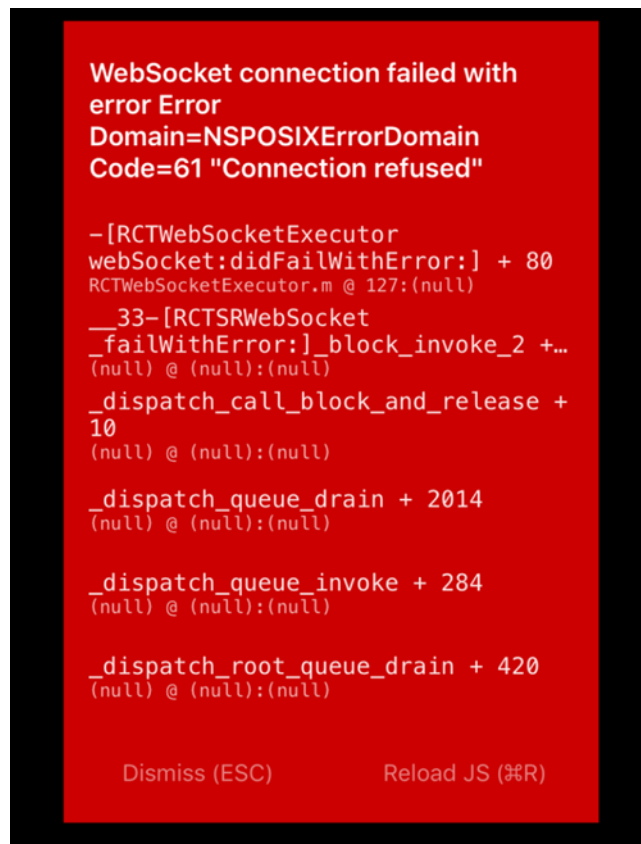 WebSocket connection failed with
error Error
Domain=NSPOSIXErrorDomain
Code=61 "Connection refused"
-[RCTWebSocketExecutor
webSocket:didFailWithError:] + 80
RCTWebSocketExecutor.m @ 127:(null)
__33-[RCTSRWebSocket
_failWithError:]_block_invoke_2 +…
(null) @ (null):(null)
_dispatch_call_block_and_release +
10
(null) @ (null):(null)
_dispatch_queue_drain + 2014
(null) @ (null):(null)
_dispatch_queue_invoke + 284
(null) @ (null):(null)
_dispatch_root_queue_drain + 420
(null) @ (null):(null)
Dismiss (ESC) Reload JS (⌘R)